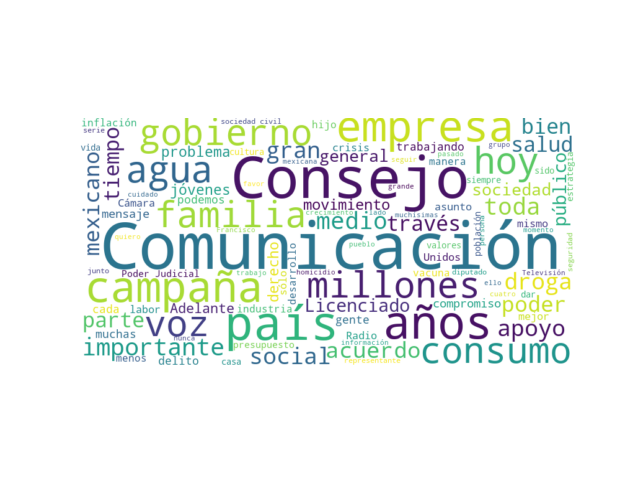 inflación
serie
vida
mexicano
tiempo
sociedad civil
hijo
gobierno
problema
cultura
gran
crisis
empresa
trabajando
grupo
bien
salud
agua
Consejo
general
manera
hoy
público
estrategia
mexicana
seguir
pasado
siempre
sido
jóvenes
podemos
favor
grande
sociedad
cuidado
Cámara
mensaje
familia
movimiento
crecimiento
lado
muchísimas
asunto
toda
mismo
momento
medio
través
población
persona
quiero
Francisco
Comunicación
pueblo
valores
Unidos
seguridad
junto
Poder Judicial
trabajo
derecho
sólo
desarrollo
homicidio
vacuna
diputado
ello
Televisión
campaña
millones
droga
cada
labor
Adelante
industria
Licenciado
compromiso
cuatro
dar
poder
parte
voz
país
gente
años
mejor
apoyo
muchas
nunca
Radio
importante
presupuesto
información
acuerdo
consumo
menos
delito
casa
social
representante